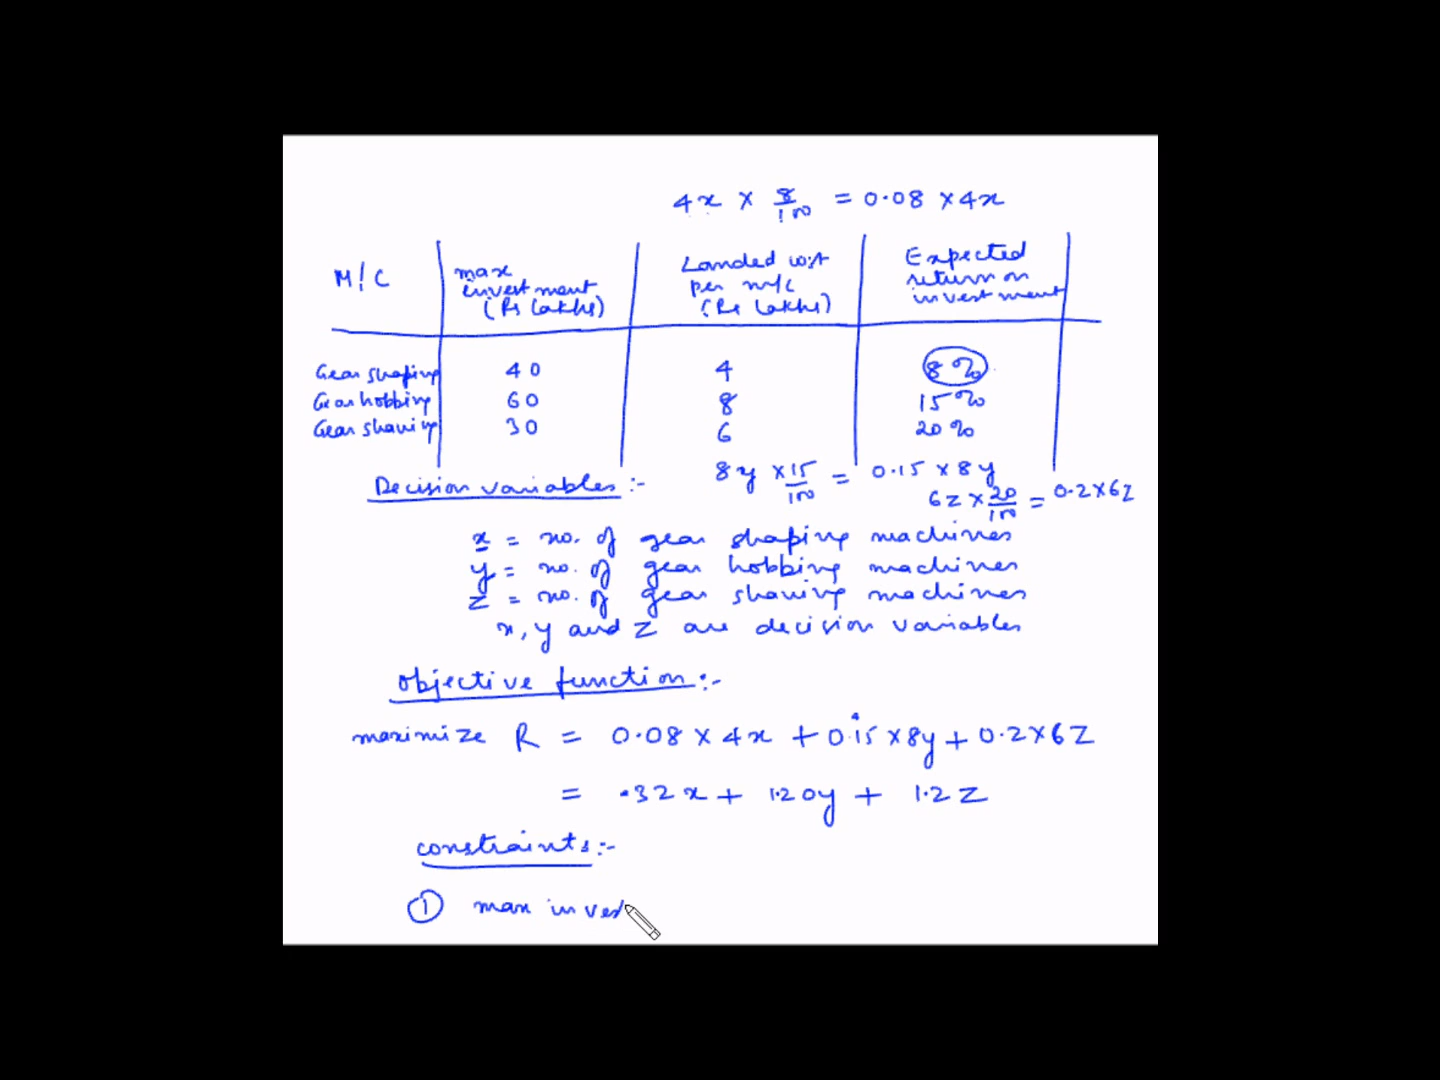 4x × 8/100 = 0.08 × 4x
M/C max investment (Rs lakhs) Landed cost per m/c (Rs lakhs) Expected return on investment
Gear shaping 40 4 8%
Gear hobbing 60 8 15%
Gear shaving 30 6 20%
Decision variables :-
8y × 15/100 = 0.15 × 8y
6z × 20/100 = 0.2×6z
x = no. of gear shaping machines
y = no. of gear hobbing machines
z = no. of gear shaving machines
x, y and z are decision variables
objective function :-
maximize R = 0.08 × 4x + 0.15 × 8y + 0.2×6z
= .32x + 1.20y + 1.2z
constraints :-
① max inves